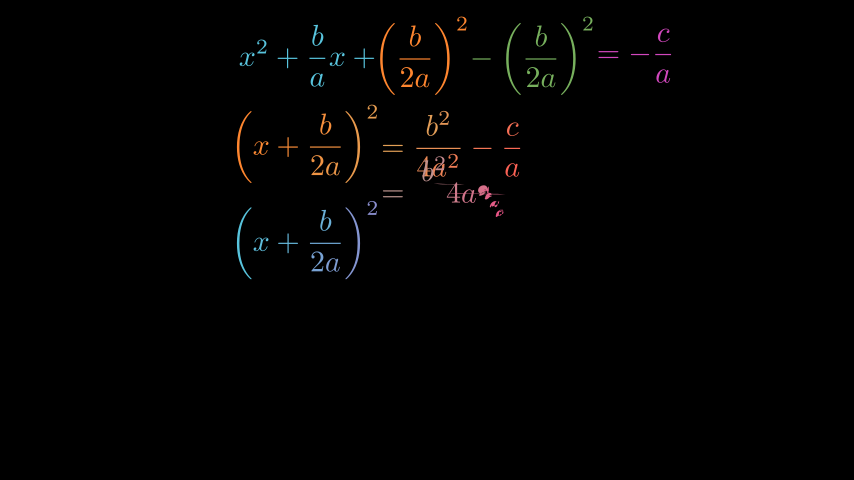 x² + b/a x + (b/2a)² − (b/2a)² = − c/a
(x + b/2a)² = b²/4a² − c/a
=
(x + b/2a)²